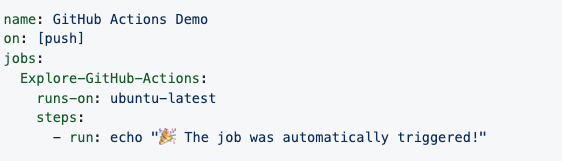 name: GitHub Actions Demo
on: [push]
jobs:
  Explore-GitHub-Actions:
    runs-on: ubuntu-latest
    steps:
      - run: echo "🎉 The job was automatically triggered!"